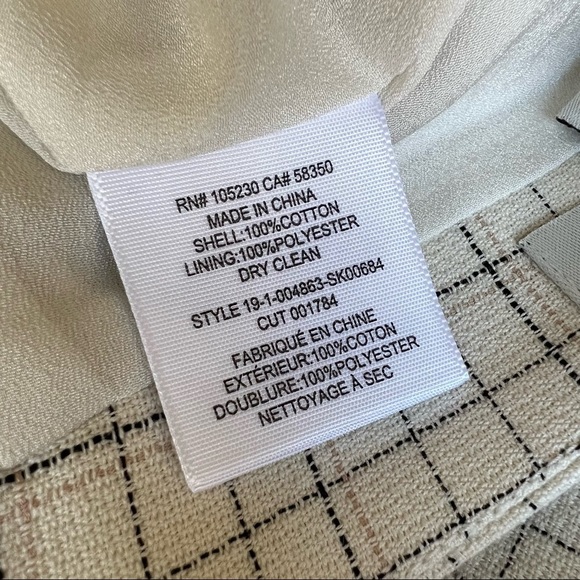 RN# 105230 CA# 58350
MADE IN CHINA
SHELL:100%COTTON
LINING:100%POLYESTER
DRY CLEAN
STYLE 19-1-004863-SK00684
CUT 001784
FABRIQUÉ EN CHINE
EXTÉRIEUR:100%COTON
DOUBLURE:100%POLYESTER
NETTOYAGE À SEC